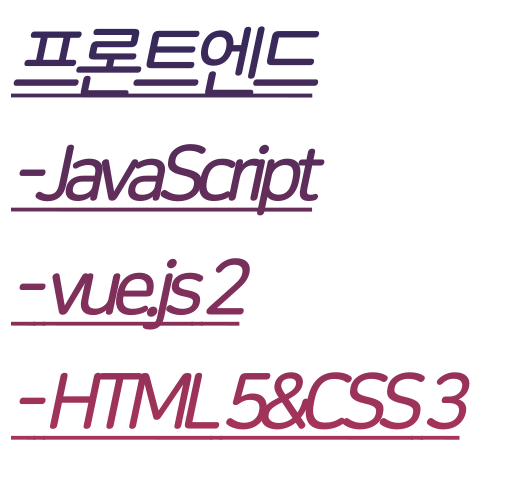 프론트엔드
-JavaScript
-vue.js 2
-HTML 5&CSS 3